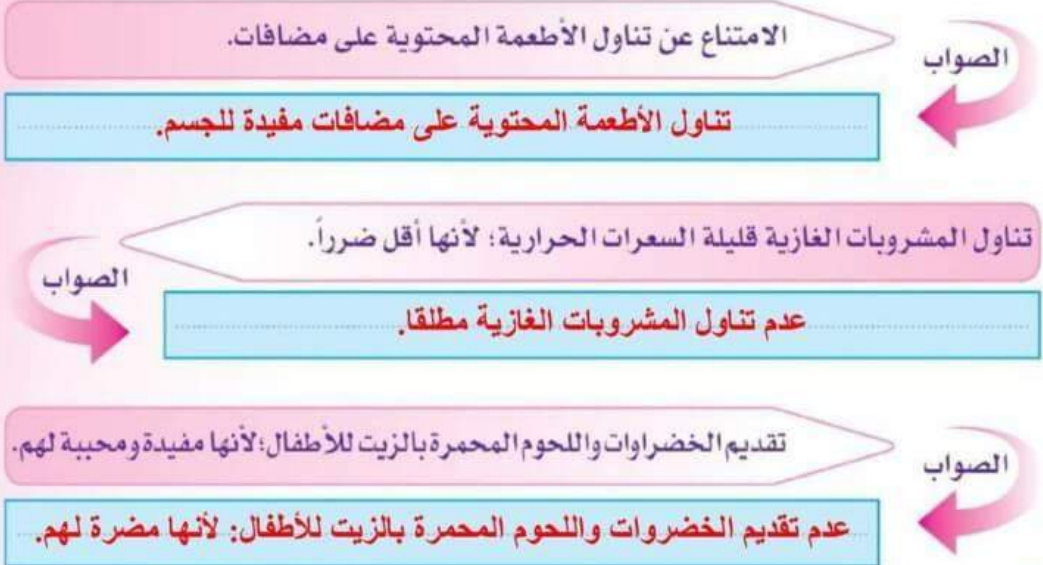 الامتناع عن تناول الأطعمة المحتوية على مضافات.
الصواب
تناول الأطعمة المحتوية على مضافات مفيدة للجسم.
تناول المشروبات الغازية قليلة السعرات الحرارية؛ لأنها أقل ضرراً.
الصواب
عدم تناول المشروبات الغازية مطلقا.
تقديم الخضراوات واللحوم المحمرة بالزيت للأطفال؛لأنها مفيدة ومحببة لهم.
الصواب
عدم تقديم الخضروات واللحوم المحمرة بالزيت للأطفال: لأنها مضرة لهم.